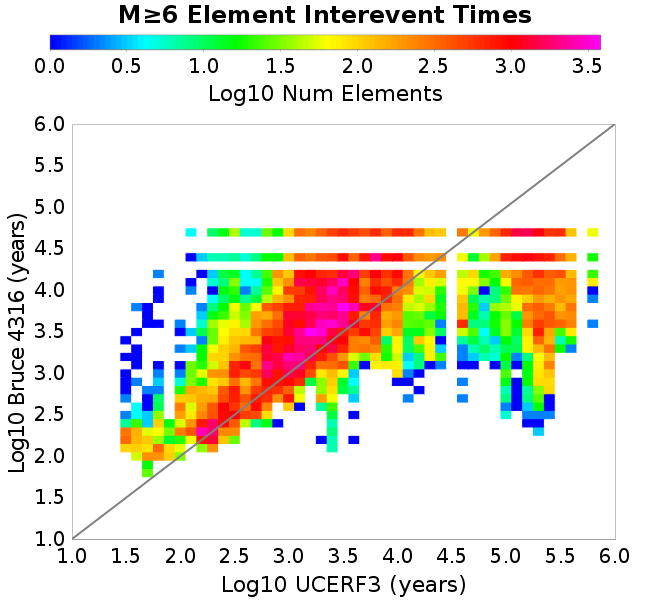 M≥6 Element Interevent Times
0.0 0.5 1.0 1.5 2.0 2.5 3.0 3.5
Log10 Num Elements
6.0
5.5
5.0
4.5
4.0
3.5
3.0
2.5
2.0
1.5
1.0
Log10 Bruce 4316 (years)
1.0 1.5 2.0 2.5 3.0 3.5 4.0 4.5 5.0 5.5 6.0
Log10 UCERF3 (years)